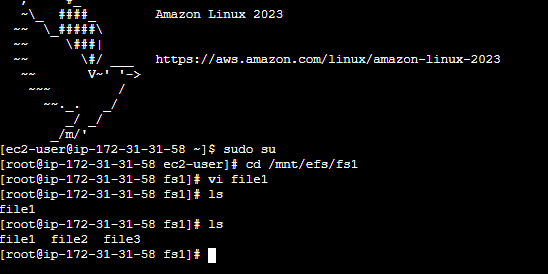 Amazon Linux 2023
https://aws.amazon.com/linux/amazon-linux-2023
[ec2-user@ip-172-31-31-58 ~]$ sudo su
[root@ip-172-31-31-58 ec2-user]# cd /mnt/efs/fs1
[root@ip-172-31-31-58 fs1]# vi file1
[root@ip-172-31-31-58 fs1]# ls
file1
[root@ip-172-31-31-58 fs1]# ls
file1  file2  file3
[root@ip-172-31-31-58 fs1]#